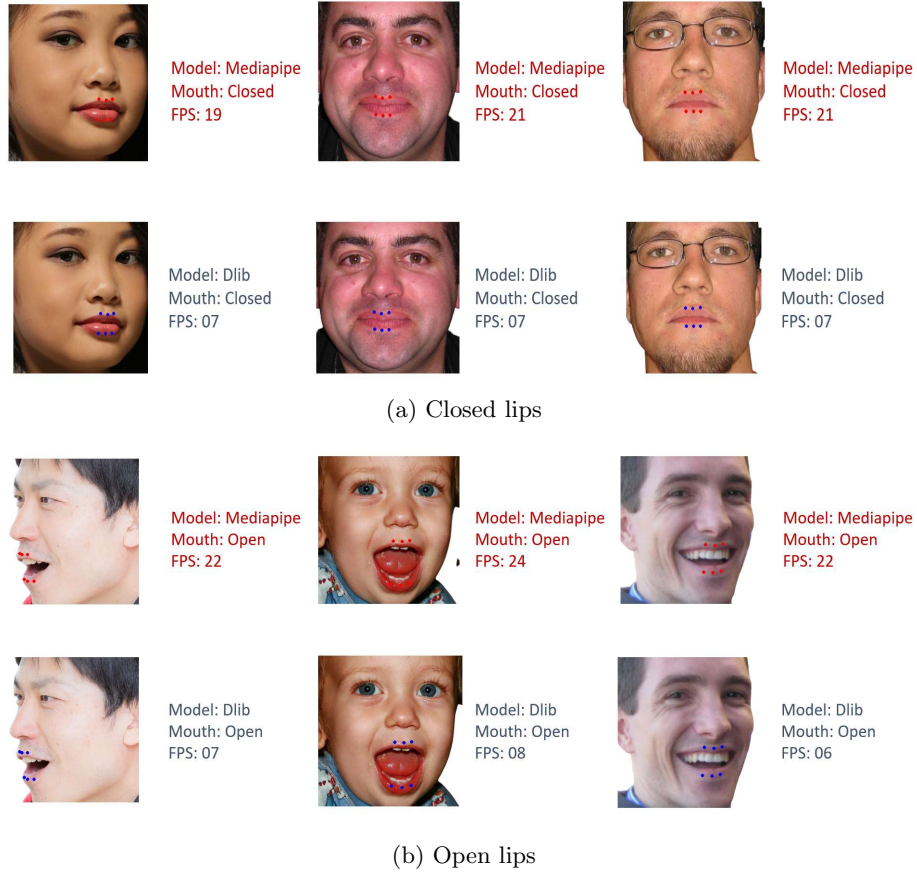 Model: Mediapipe
Mouth: Closed
FPS: 19
Model: Mediapipe
Mouth: Closed
FPS: 21
Model: Mediapipe
Mouth: Closed
FPS: 21
Model: Dlib
Mouth: Closed
FPS: 07
Model: Dlib
Mouth: Closed
FPS: 07
Model: Dlib
Mouth: Closed
FPS: 07
(a) Closed lips
Model: Mediapipe
Mouth: Open
FPS: 22
Model: Mediapipe
Mouth: Open
FPS: 24
Model: Mediapipe
Mouth: Open
FPS: 22
Model: Dlib
Mouth: Open
FPS: 07
Model: Dlib
Mouth: Open
FPS: 08
Model: Dlib
Mouth: Open
FPS: 06
(b) Open lips